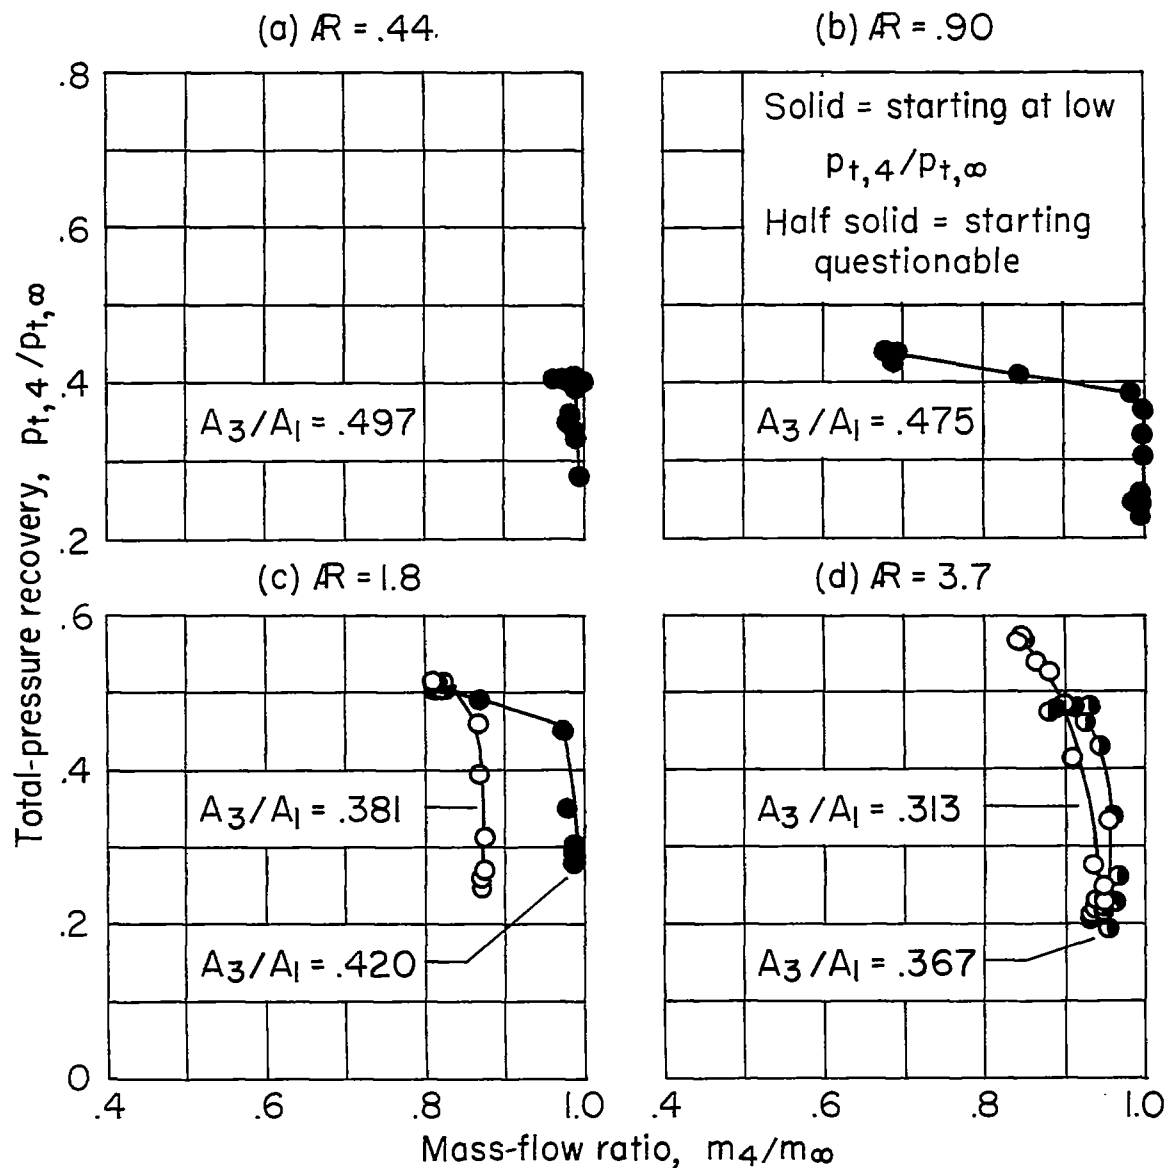 (a) AR = .44
(b) AR = .90
.8
.6
.4
.2
Solid = starting at low
pt,4/pt,∞
Half solid = starting
questionable
A3/A1 = .497
A3/A1 = .475
(c) AR = 1.8
(d) AR = 3.7
.6
.4
.2
0
A3/A1 = .381
A3/A1 = .420
A3/A1 = .313
A3/A1 = .367
.4
.6
.8
1.0
.4
.6
.8
1.0
Total-pressure recovery, pt,4/pt,∞
Mass-flow ratio, m4/m∞